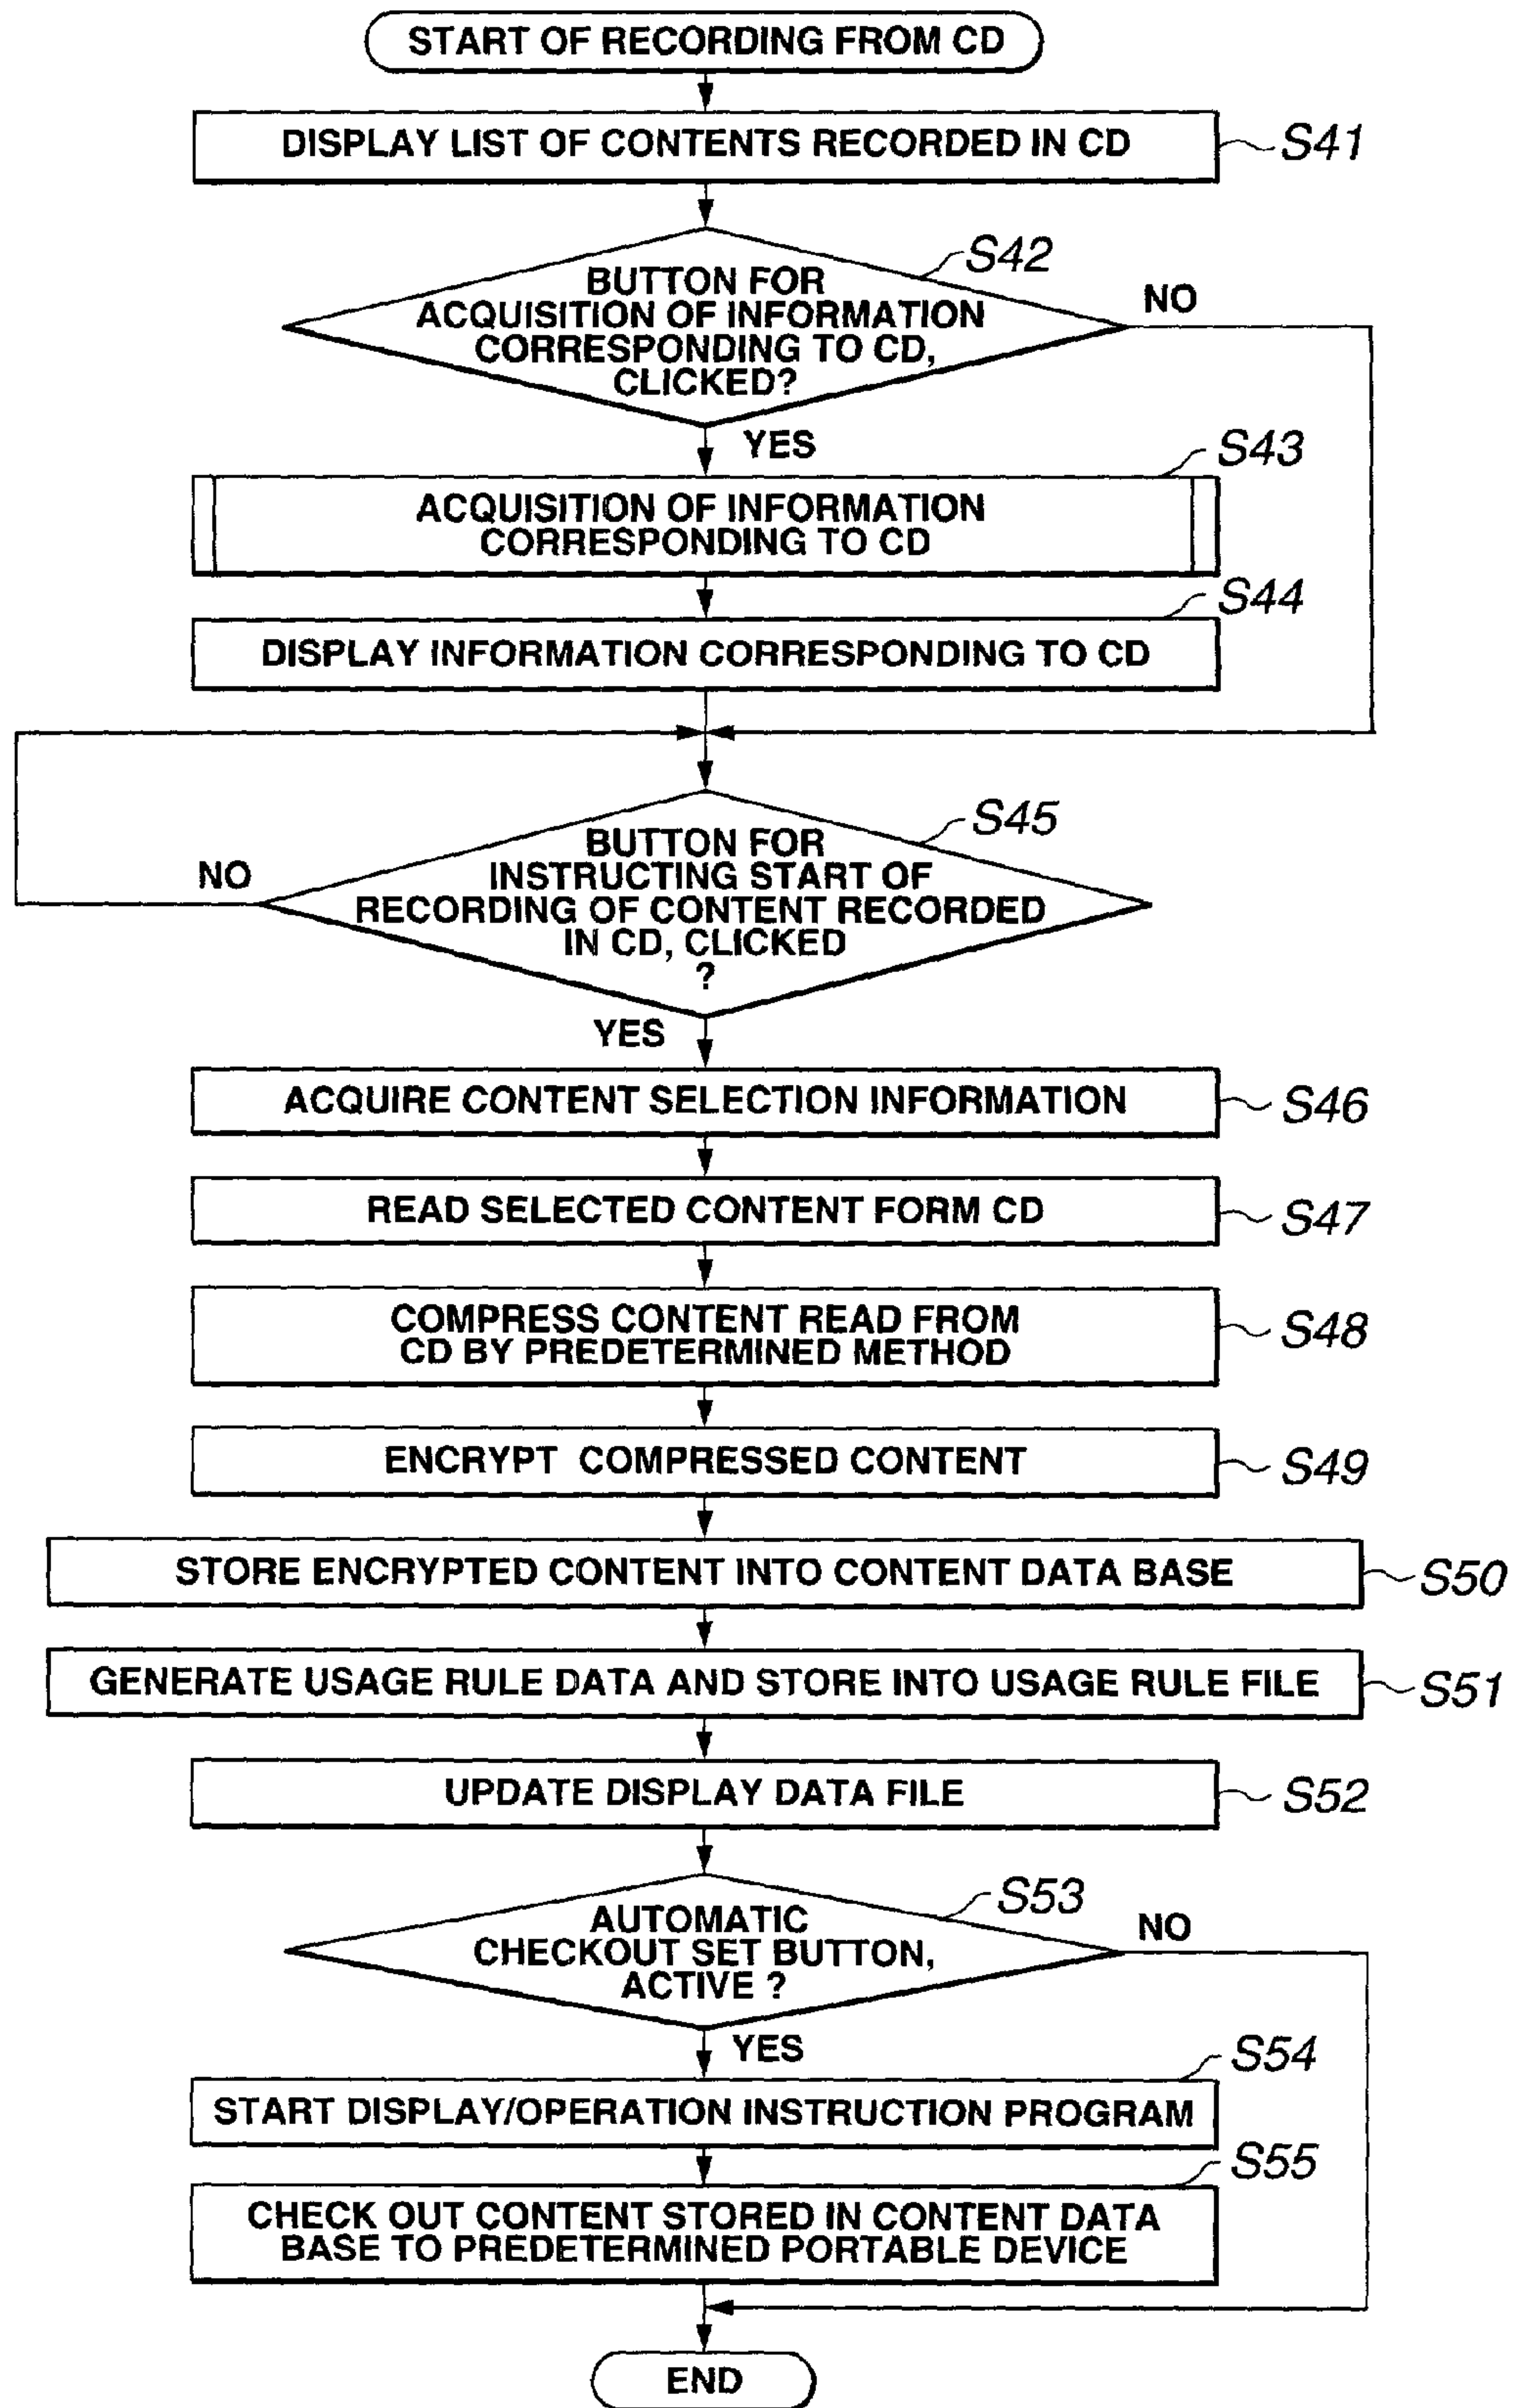 START OF RECORDING FROM CD
DISPLAY LIST OF CONTENTS RECORDED IN CD
S41
S42
BUTTON FOR
ACQUISITION OF INFORMATION
CORRESPONDING TO CD,
CLICKED?
NO
YES
S43
ACQUISITION OF INFORMATION
CORRESPONDING TO CD
S44
DISPLAY INFORMATION CORRESPONDING TO CD
S45
BUTTON FOR
INSTRUCTING START OF
RECORDING OF CONTENT RECORDED
IN CD, CLICKED
?
NO
YES
ACQUIRE CONTENT SELECTION INFORMATION
S46
READ SELECTED CONTENT FORM CD
S47
COMPRESS CONTENT READ FROM
CD BY PREDETERMINED METHOD
S48
ENCRYPT COMPRESSED CONTENT
S49
STORE ENCRYPTED CONTENT INTO CONTENT DATA BASE
S50
GENERATE USAGE RULE DATA AND STORE INTO USAGE RULE FILE
S51
UPDATE DISPLAY DATA FILE
S52
S53
AUTOMATIC
CHECKOUT SET BUTTON,
ACTIVE ?
NO
YES
S54
START DISPLAY/OPERATION INSTRUCTION PROGRAM
S55
CHECK OUT CONTENT STORED IN CONTENT DATA
BASE TO PREDETERMINED PORTABLE DEVICE
END